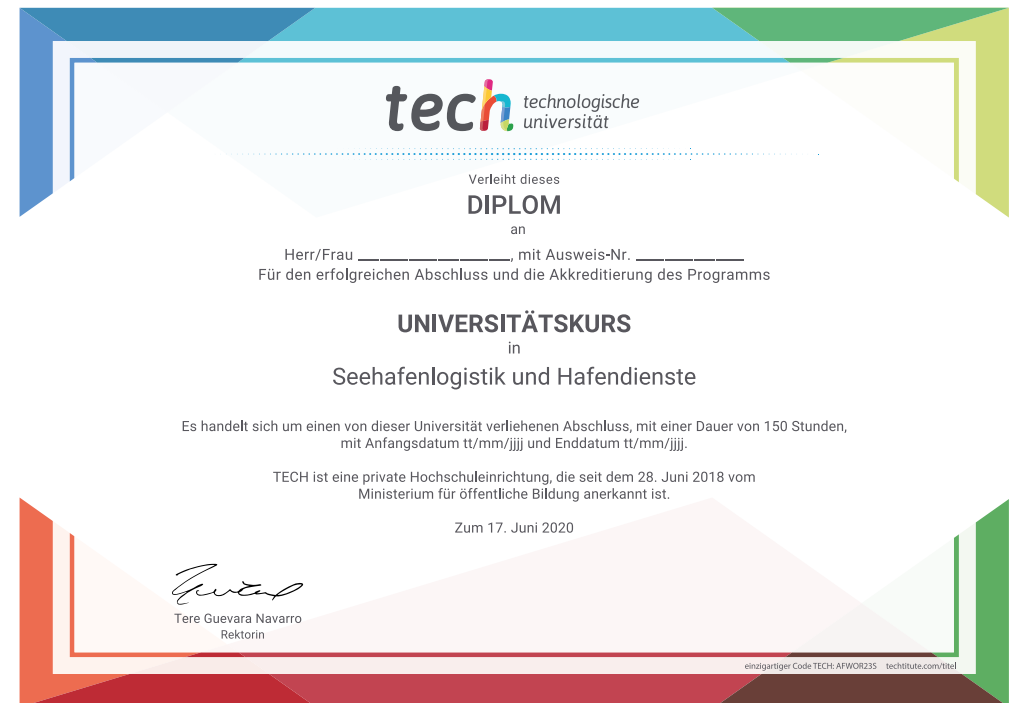 tech technologische
universität
Verleiht dieses
DIPLOM
an
Herr/Frau ____________________, mit Ausweis-Nr. ______________
Für den erfolgreichen Abschluss und die Akkreditierung des Programms
UNIVERSITÄTSKURS
in
Seehafenlogistik und Hafendienste
Es handelt sich um einen von dieser Universität verliehenen Abschluss, mit einer Dauer von 150 Stunden,
mit Anfangsdatum tt/mm/jjjj und Enddatum tt/mm/jjjj.
TECH ist eine private Hochschuleinrichtung, die seit dem 28. Juni 2018 vom
Ministerium für öffentliche Bildung anerkannt ist.
Zum 17. Juni 2020
Tere Guevara Navarro
Rektorin
einzigartiger Code TECH: AFWOR23S techtitute.com/titel